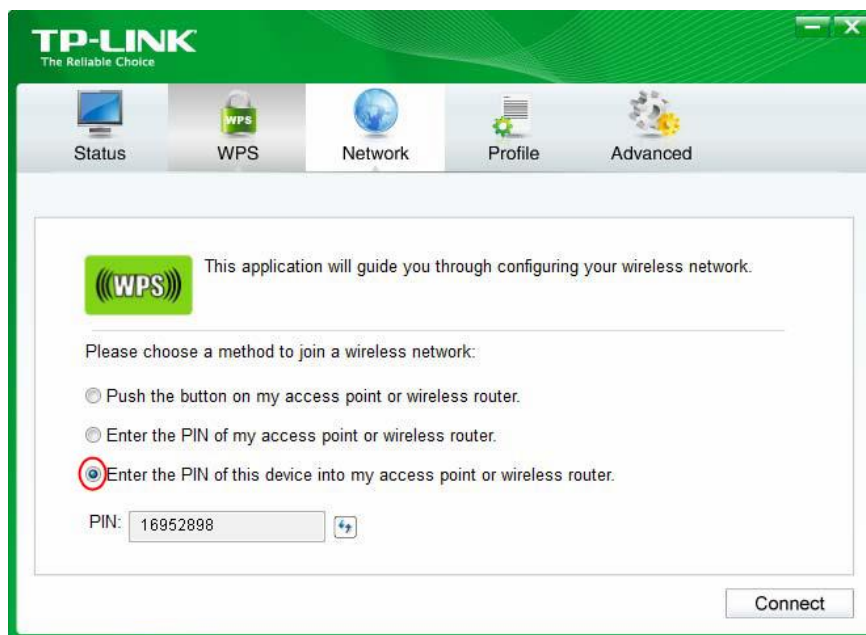 TP-LINK
The Reliable Choice
Status WPS Network Profile Advanced
WPS
(((WPS)))
This application will guide you through configuring your wireless network.
Please choose a method to join a wireless network:
Push the button on my access point or wireless router.
Enter the PIN of my access point or wireless router.
Enter the PIN of this device into my access point or wireless router.
PIN: 16952898
Connect